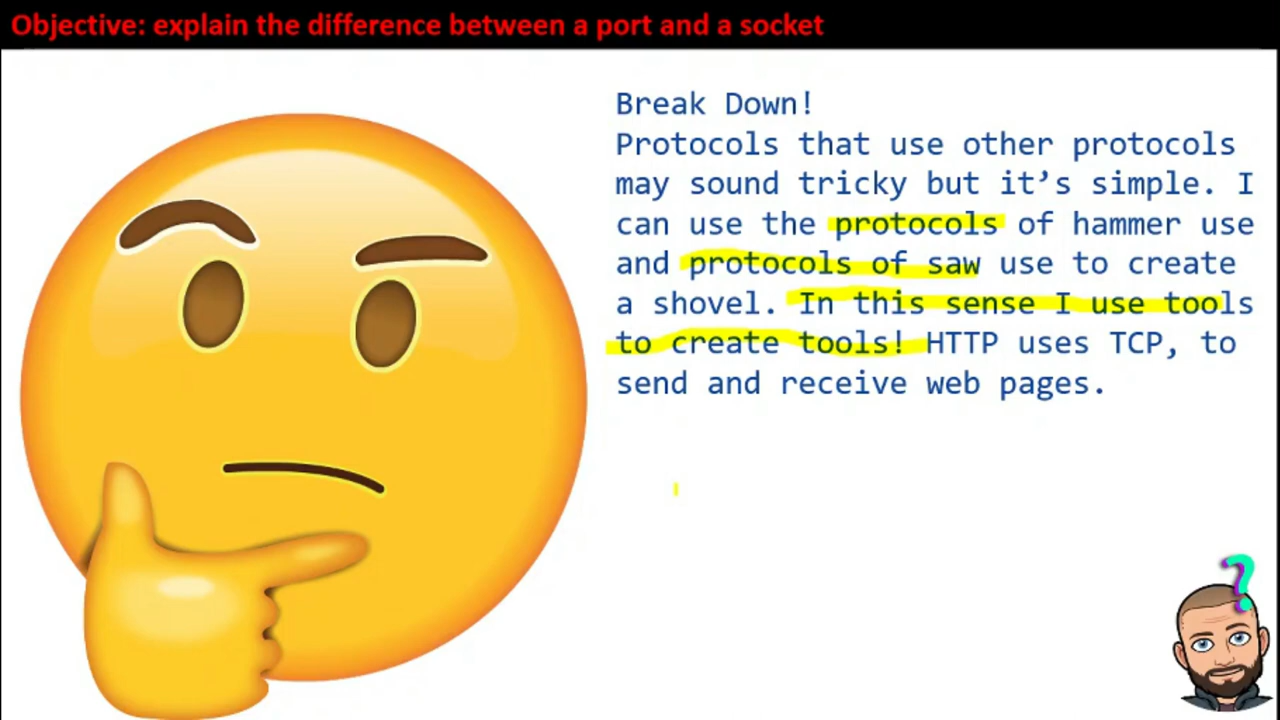 Objective: explain the difference between a port and a socket
Break Down!
Protocols that use other protocols
may sound tricky but it’s simple. I
can use the protocols of hammer use
and protocols of saw use to create
a shovel. In this sense I use tools
to create tools! HTTP uses TCP, to
send and receive web pages.
?